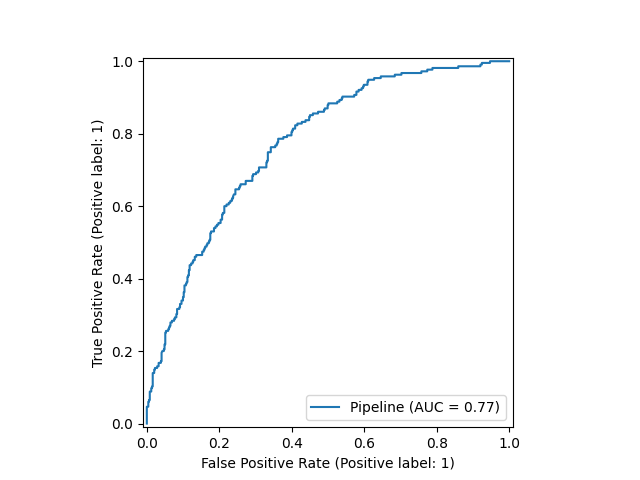 1.0
0.8
0.6
0.4
0.2
0.0
True Positive Rate (Positive label: 1)
Pipeline (AUC = 0.77)
0.0 0.2 0.4 0.6 0.8 1.0
False Positive Rate (Positive label: 1)